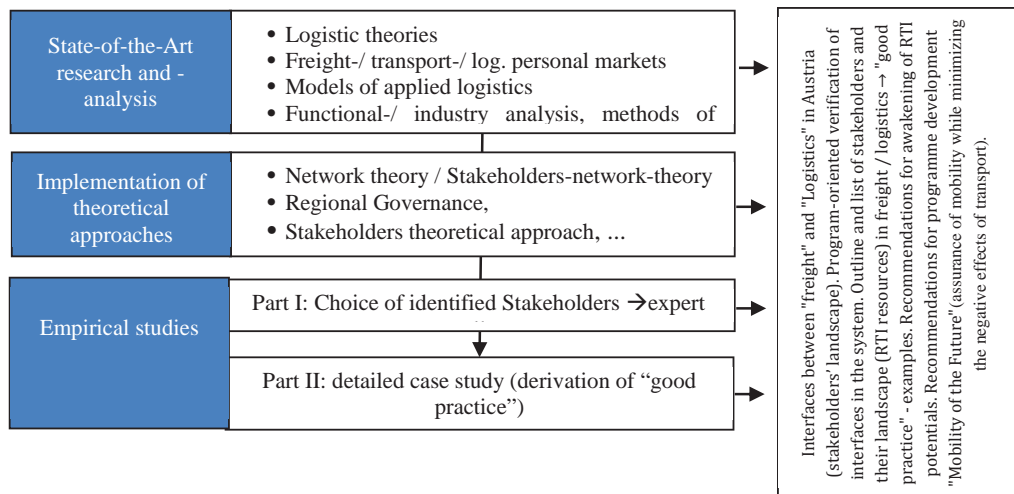 State-of-the-Art
research and -
analysis
• Logistic theories
• Freight-/ transport-/ log. personal markets
• Models of applied logistics
• Functional-/ industry analysis, methods of
Implementation of
theoretical
approaches
• Network theory / Stakeholders-network-theory
• Regional Governance,
• Stakeholders theoretical approach, ...
Empirical studies
Part I: Choice of identified Stakeholders →expert
Part II: detailed case study (derivation of “good
practice”)
Interfaces between "freight" and "Logistics" in Austria
(stakeholders' landscape). Program-oriented verification of
interfaces in the system. Outline and list of stakeholders and
their landscape (RTI resources) in freight / logistics → "good
practice" - examples. Recommendations for awakening of RTI
potentials. Recommendations for programme development
"Mobility of the Future"(assurance of mobility while minimizing
the negative effects of transport).